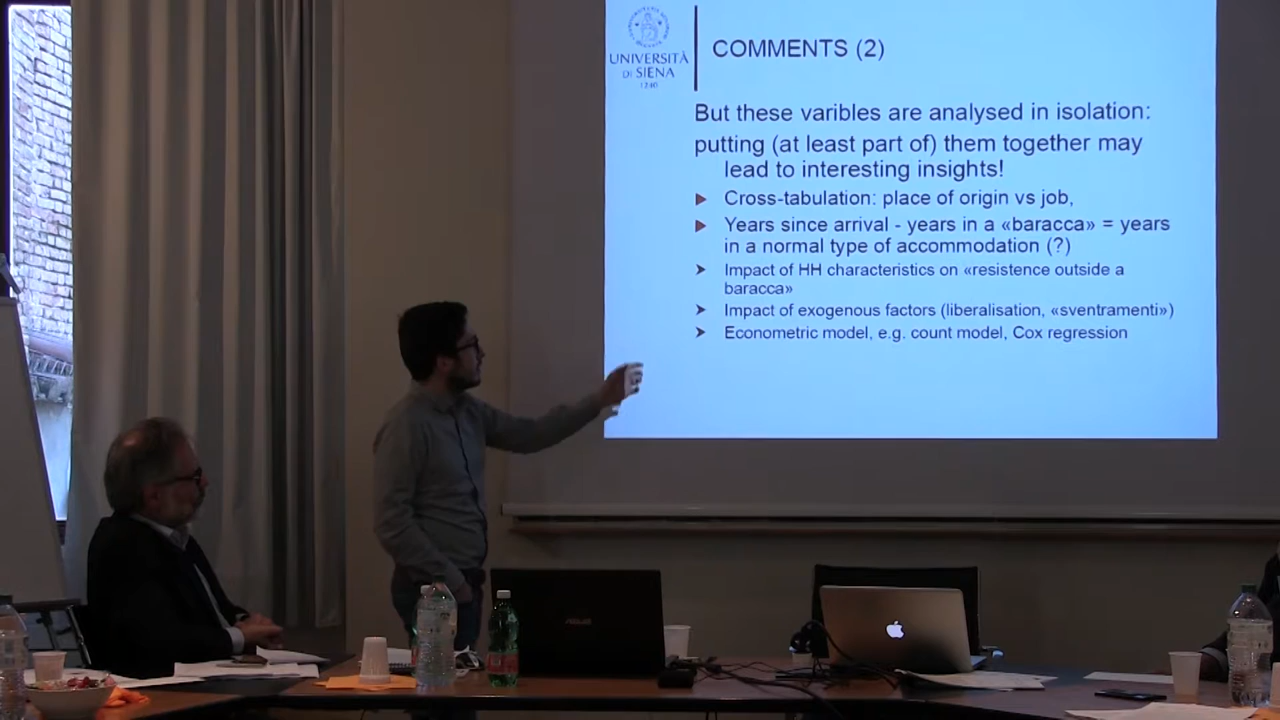 UNIVERSITÀ
DI SIENA
1240
COMMENTS (2)
But these varibles are analysed in isolation:
putting (at least part of) them together may
lead to interesting insights!
Cross-tabulation: place of origin vs job,
Years since arrival - years in a «baracca» = years
in a normal type of accommodation (?)
Impact of HH characteristics on «resistence outside a
baracca»
Impact of exogenous factors (liberalisation, «sventramenti»)
Econometric model, e.g. count model, Cox regression
ASUS